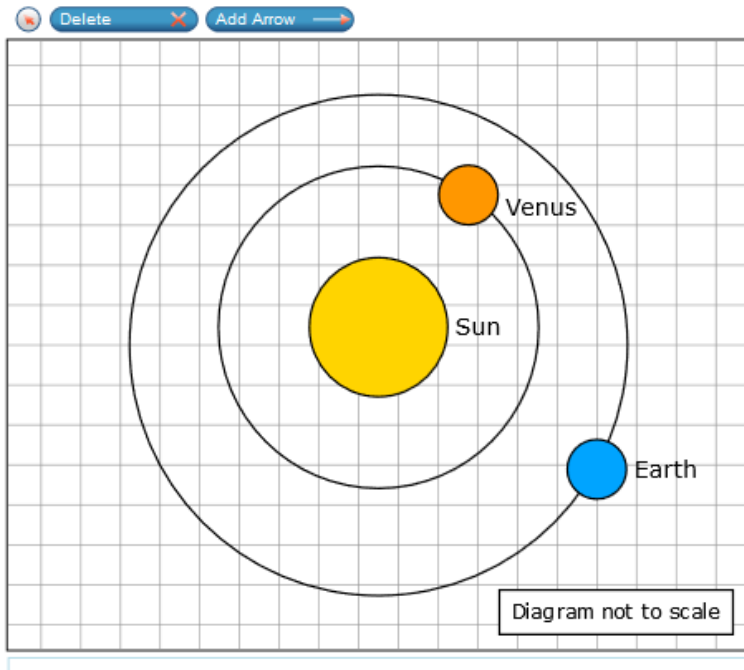 Delete
Add Arrow
Venus
Sun
Earth
Diagram not to scale